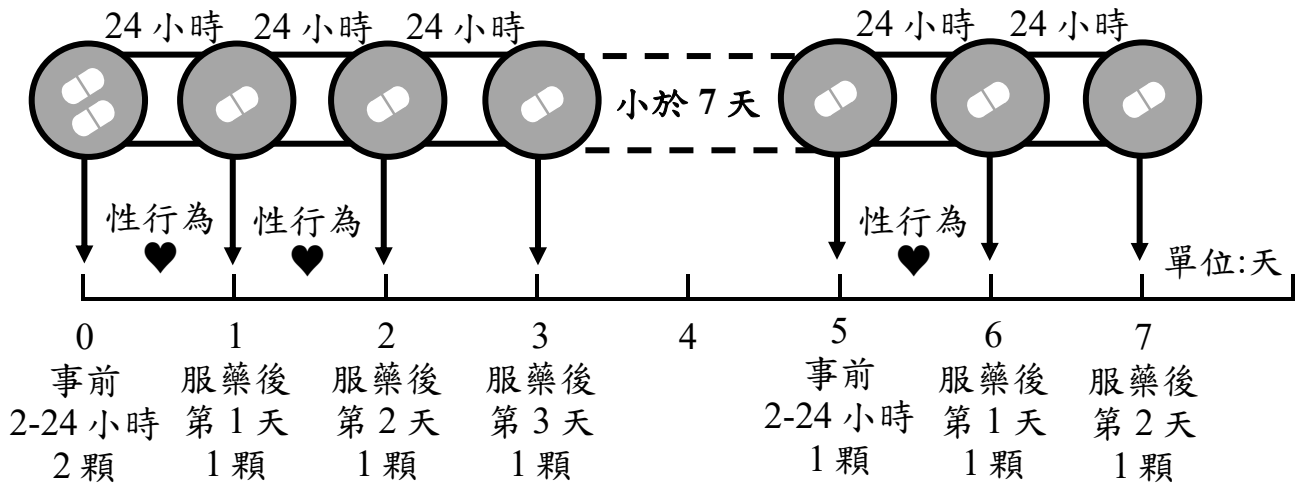 24 小時 24 小時 24 小時 24 小時 24 小時
小於 7 天
性行為 性行為 性行為
單位:天
0 1 2 3 4 5 6 7
事前 服藥後 服藥後 服藥後 事前 服藥後 服藥後
2-24 小時 第 1 天 第 2 天 第 3 天 2-24 小時 第 1 天 第 2 天
2 顆 1 顆 1 顆 1 顆 1 顆 1 顆 1 顆